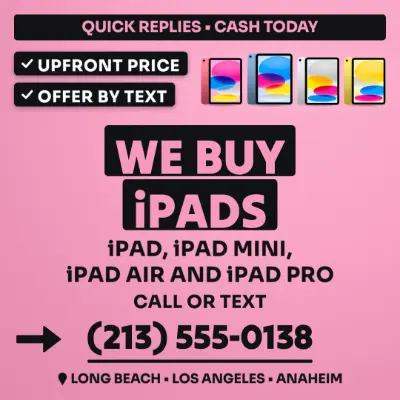 QUICK REPLIES • CASH TODAY
✓ UPFRONT PRICE
✓ OFFER BY TEXT
WE BUY
iPADS
iPAD, iPAD MINI,
iPAD AIR AND iPAD PRO
CALL OR TEXT
(213) 555-0138
LONG BEACH • LOS ANGELES • ANAHEIM